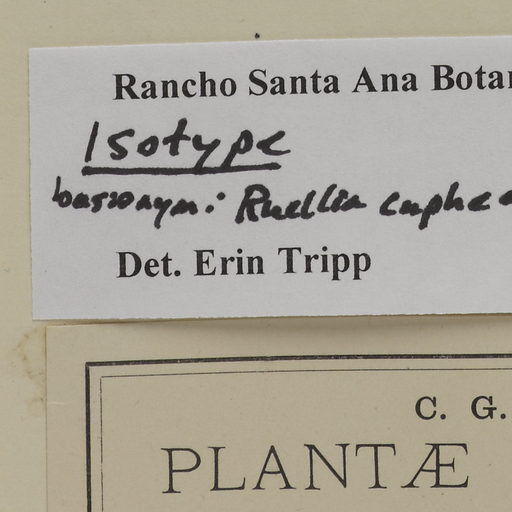 Rancho Santa Ana Botan
Isotype
basionym: Ruellia cuphea
Det. Erin Tripp
C. G.
PLANTÆ